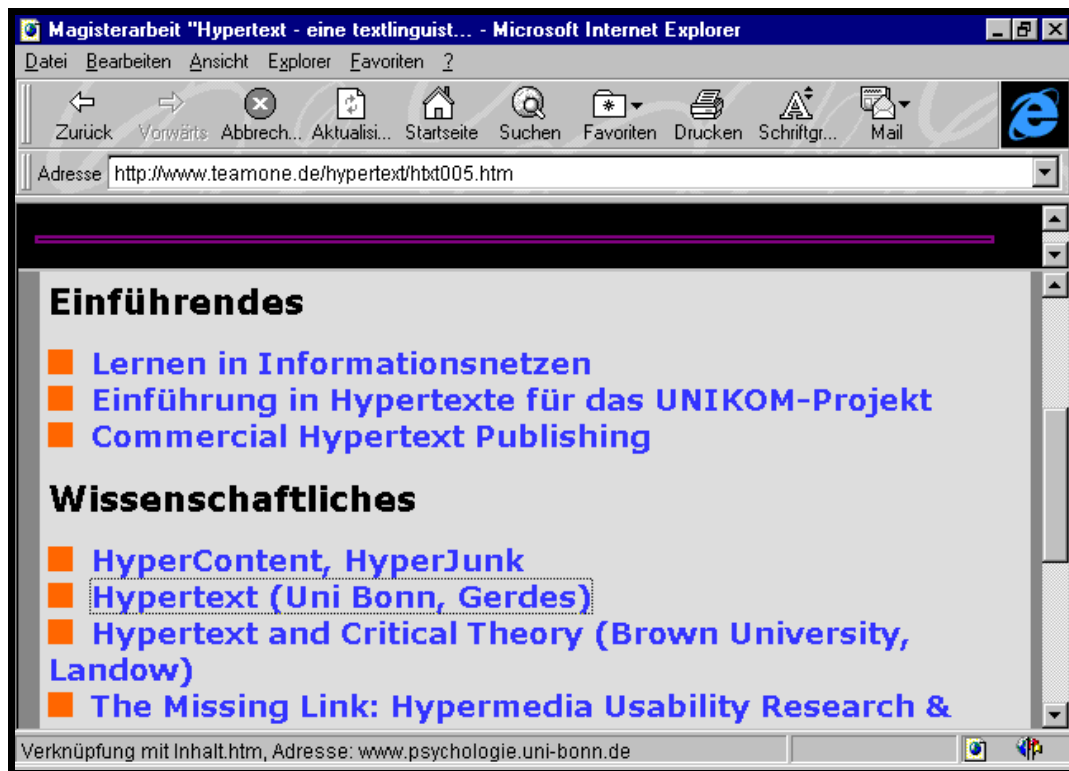 Magisterarbeit "Hypertext - eine textlinguist... - Microsoft Internet Explorer
Datei Bearbeiten Ansicht Explorer Favoriten ?
Zurück Vorwärts Abbrech... Aktualisi... Startseite Suchen Favoriten Drucken Schriftgr... Mail
Adresse http://www.teamone.de/hypertext/htxt005.htm
Einführendes
Lernen in Informationsnetzen
Einführung in Hypertexte für das UNIKOM-Projekt
Commercial Hypertext Publishing
Wissenschaftliches
HyperContent, HyperJunk
Hypertext (Uni Bonn, Gerdes)
Hypertext and Critical Theory (Brown University,
Landow)
The Missing Link: Hypermedia Usability Research &
Verknüpfung mit Inhalt.htm, Adresse: www.psychologie.uni-bonn.de